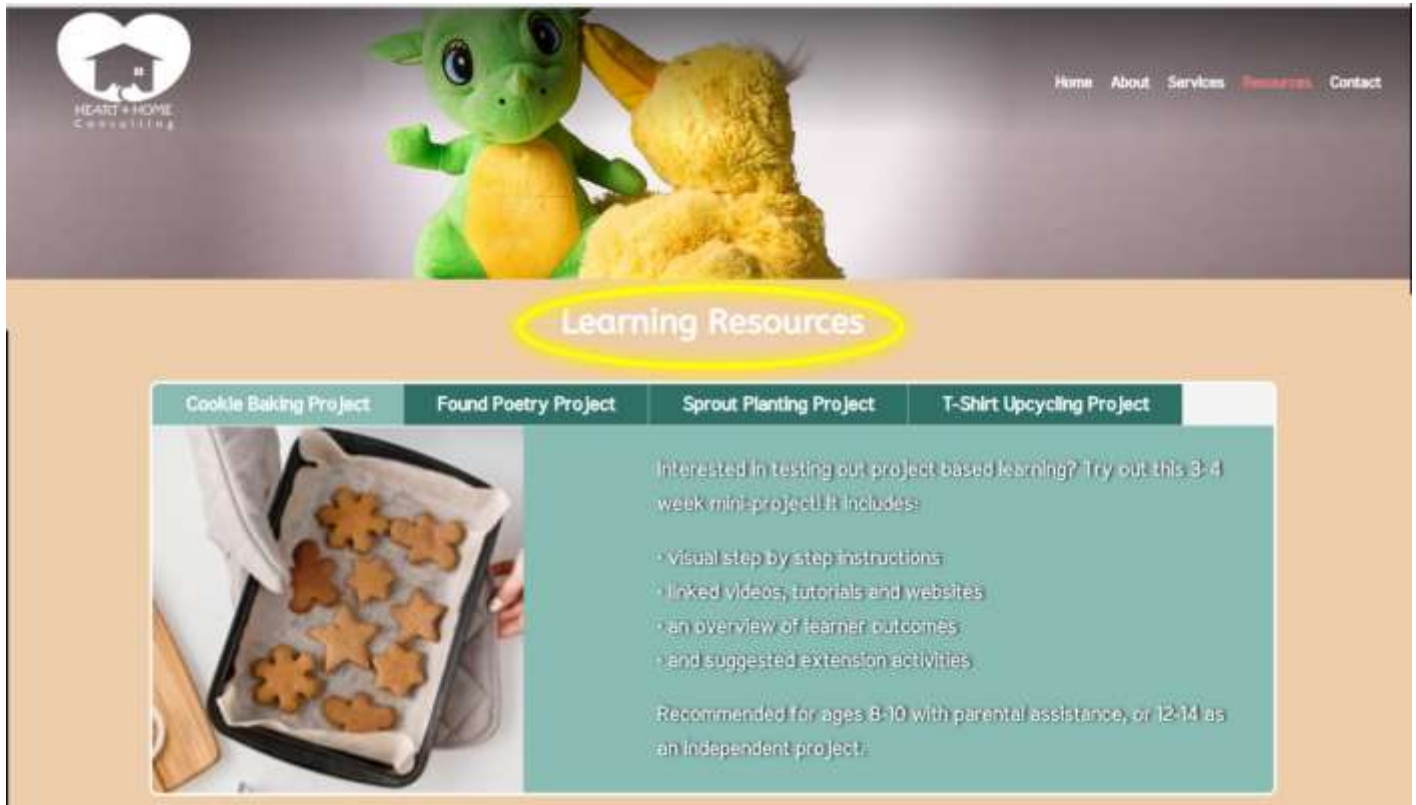 HEART + HOME
Consulting
Home About Services Resources Contact
Learning Resources
Cookie Baking Project Found Poetry Project Sprout Planting Project T-Shirt Upcycling Project
Interested in testing out project based learning? Try out this 3-4
week mini-project! It includes:
• visual step by step instructions
• linked videos, tutorials and websites
• an overview of learner outcomes
• and suggested extension activities
Recommended for ages 8-10 with parental assistance, or 12-14 as
an independent project.